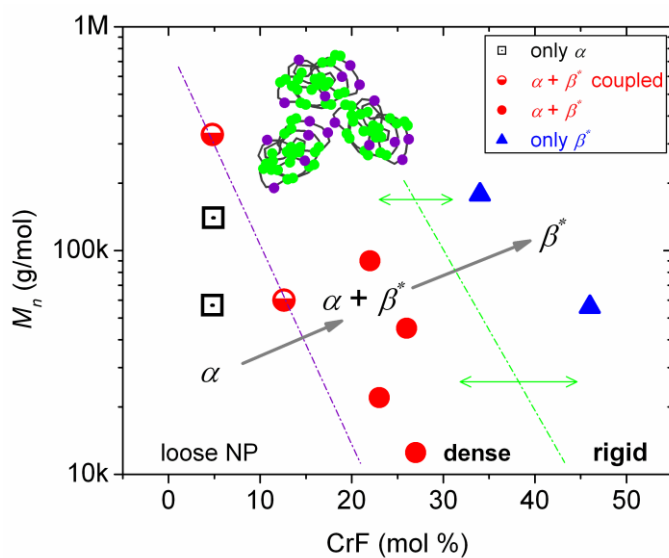 1M
100k
10k
M_n (g/mol)
only α
α + β* coupled
α + β*
only β*
β*
α + β*
α
loose NP
dense
rigid
0 10 20 30 40 50
CrF (mol %)